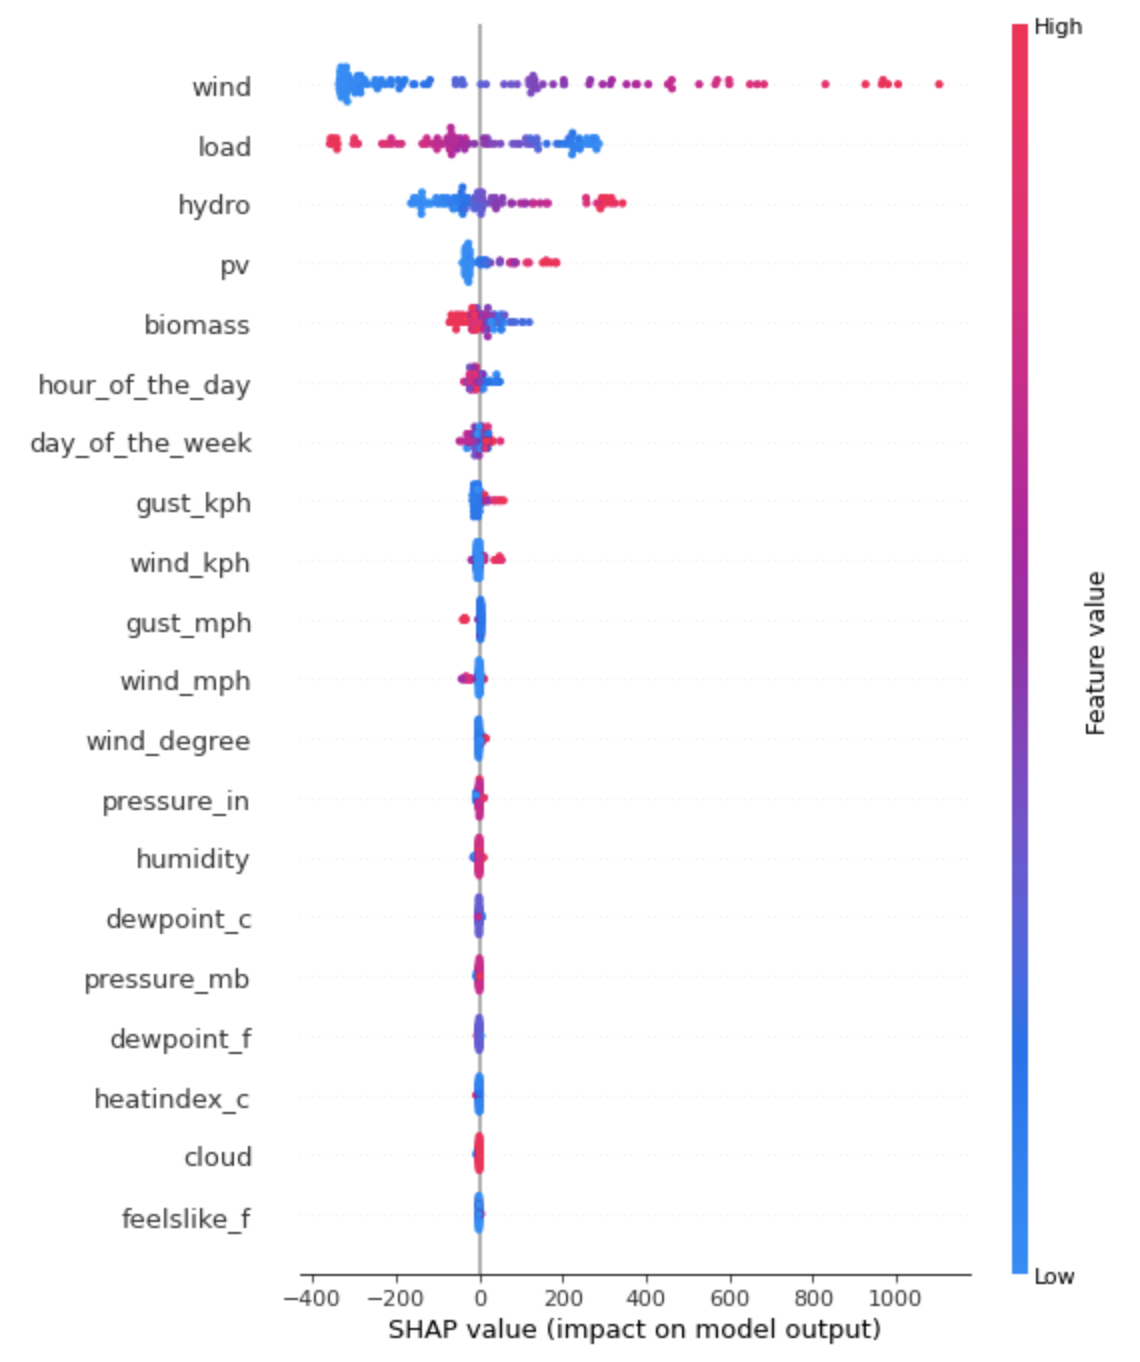 High
wind
load
hydro
pv
biomass
hour_of_the_day
day_of_the_week
gust_kph
wind_kph
gust_mph
wind_mph
wind_degree
pressure_in
humidity
dewpoint_c
pressure_mb
dewpoint_f
heatindex_c
cloud
feelslike_f
Feature value
Low
−400 −200 0 200 400 600 800 1000
SHAP value (impact on model output)